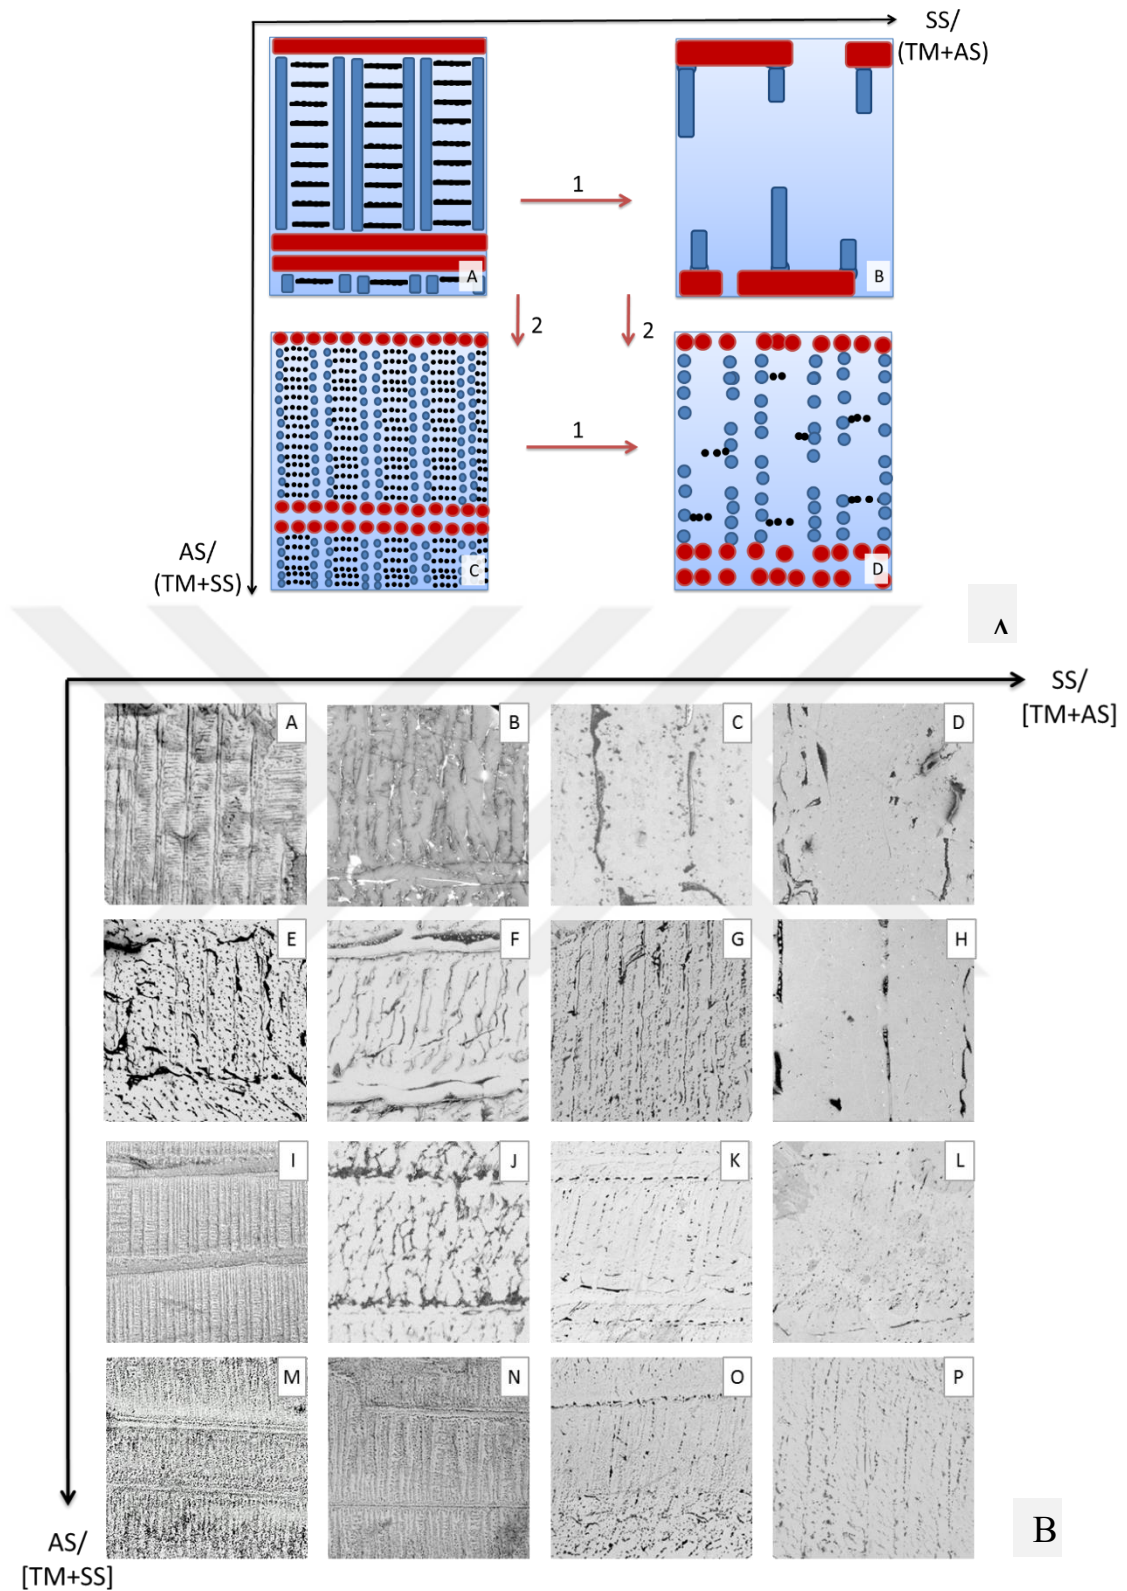 SS/
(TM+AS)
1
A
B
2
2
1
C
D
AS/
(TM+SS)
A
SS/
[TM+AS]
A
B
C
D
E
F
G
H
I
J
K
L
M
N
O
P
AS/
[TM+SS]
B